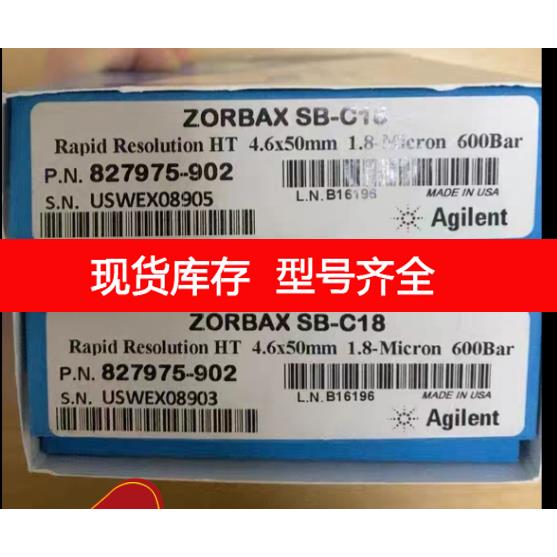 ZORBAX SB-C18
Rapid Resolution HT 4.6x50mm 1.8-Micron 600Bar
P.N. 827975-902
S.N. USWEX08905
L.N. B16196
MADE IN USA
Agilent
现货库存 型号齐全
ZORBAX SB-C18
Rapid Resolution HT 4.6x50mm 1.8-Micron 600Bar
P.N. 827975-902
S.N. USWEX08903
L.N. B16196
MADE IN USA
Agilent